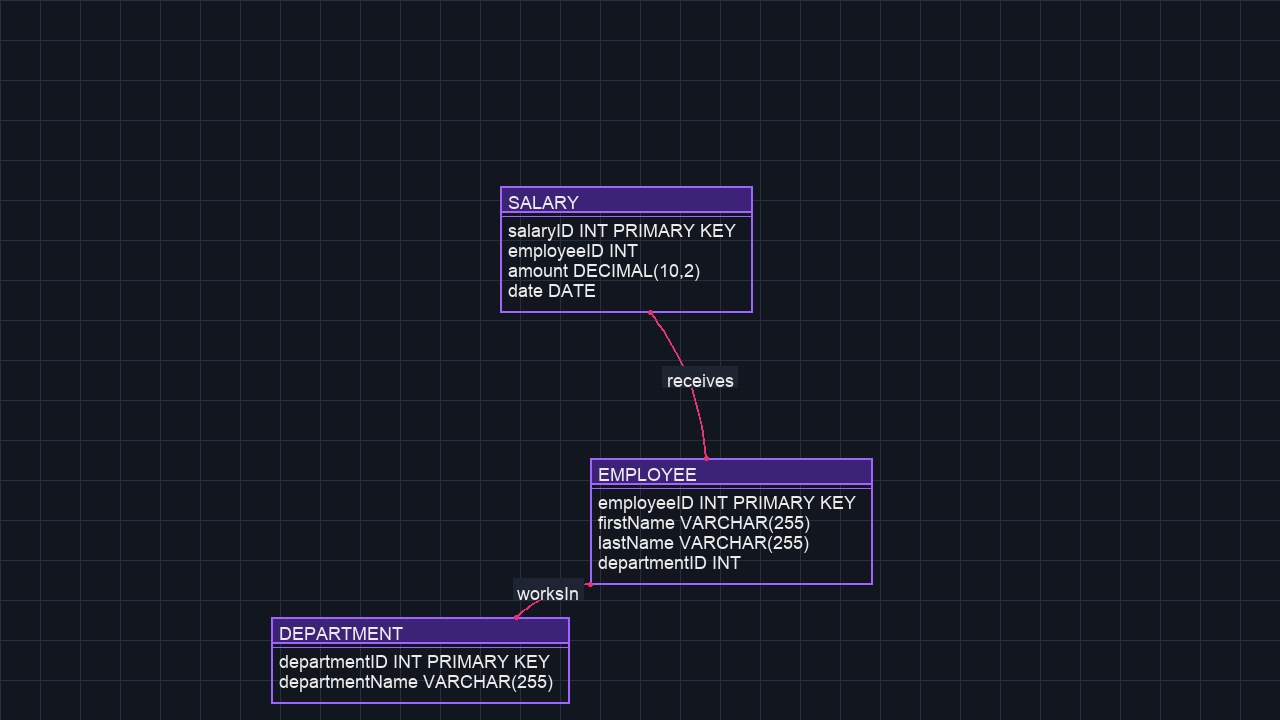 SALARY
salaryID INT PRIMARY KEY
employeeID INT
amount DECIMAL(10,2)
date DATE
receives
EMPLOYEE
employeeID INT PRIMARY KEY
firstName VARCHAR(255)
lastName VARCHAR(255)
departmentID INT
worksIn
DEPARTMENT
departmentID INT PRIMARY KEY
departmentName VARCHAR(255)